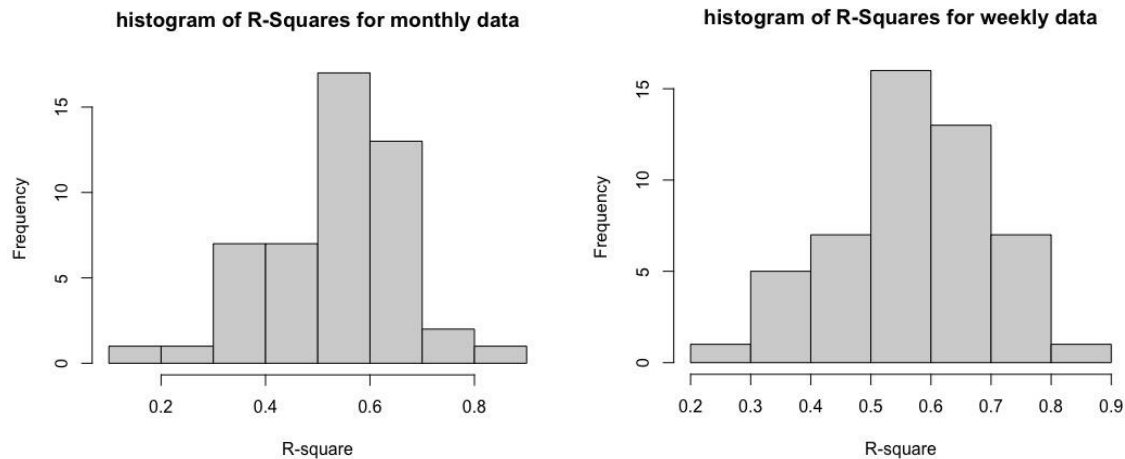 histogram of R-Squares for monthly data
15
10
5
0
Frequency
0.2 0.4 0.6 0.8
R-square
histogram of R-Squares for weekly data
15
10
5
0
Frequency
0.2 0.3 0.4 0.5 0.6 0.7 0.8 0.9
R-square